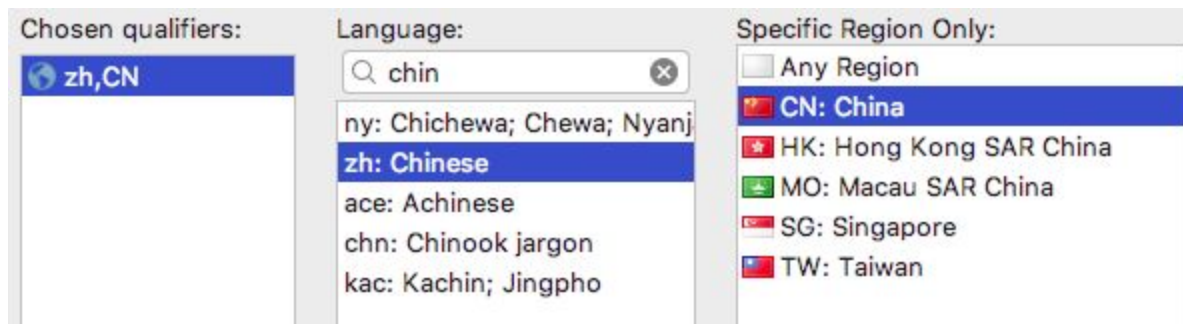 Chosen qualifiers:
zh,CN
Language:
chin
ny: Chichewa; Chewa; Nyanj
zh: Chinese
ace: Achinese
chn: Chinook jargon
kac: Kachin; Jingpho
Specific Region Only:
Any Region
CN: China
HK: Hong Kong SAR China
MO: Macau SAR China
SG: Singapore
TW: Taiwan